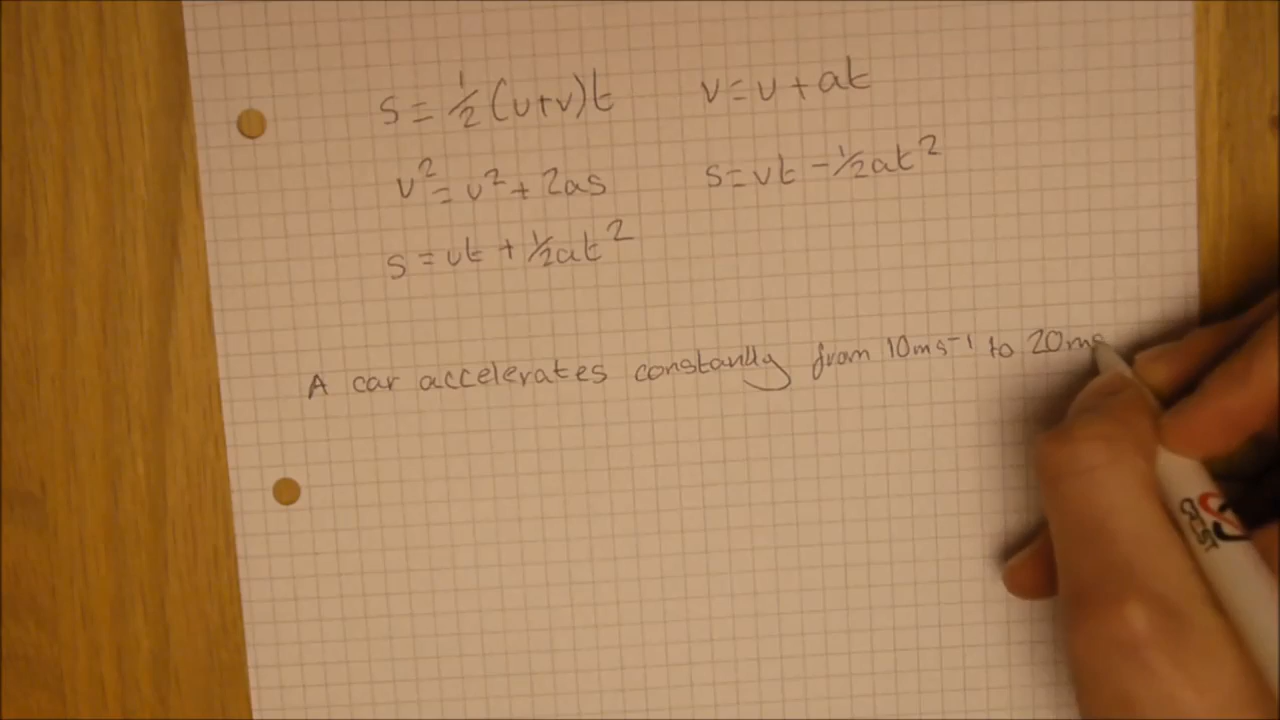 s = ½(u+v)t
v = u + at
v² = u² + 2as
s = vt - ½at²
s = ut + ½at²
A car accelerates constantly from 10ms⁻¹ to 20ms